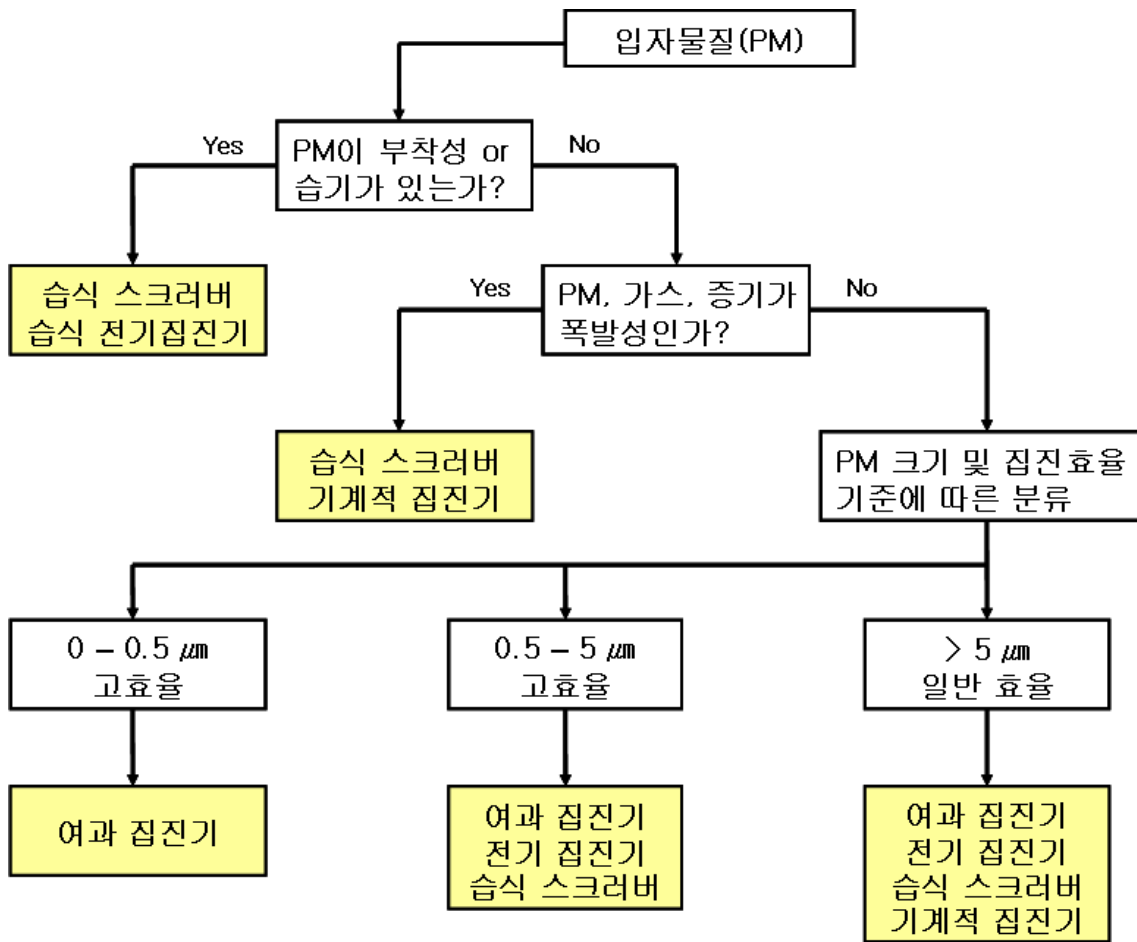 입자물질(PM)
Yes
PM이 부착성 or
습기가 있는가?
No
습식 스크러버
습식 전기집진기
Yes
PM, 가스, 증기가
폭발성인가?
No
습식 스크러버
기계적 집진기
PM 크기 및 집진효율
기준에 따른 분류
0 – 0.5 ㎛
고효율
0.5 – 5 ㎛
고효율
> 5 ㎛
일반 효율
여과 집진기
여과 집진기
전기 집진기
습식 스크러버
여과 집진기
전기 집진기
습식 스크러버
기계적 집진기